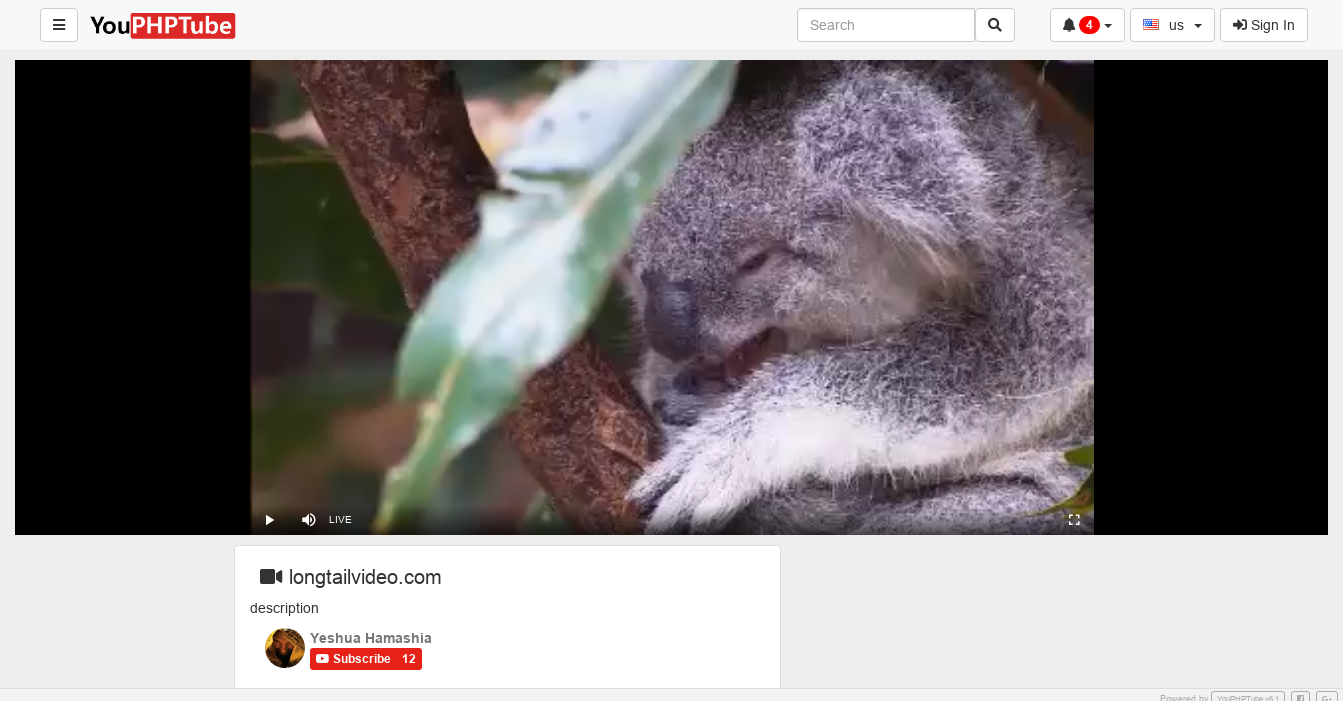 YouPHPTube
Search
4
us
Sign In
LIVE
longtailvideo.com
description
Yeshua Hamashia
Subscribe 12
Powered by YouPHPTube v6.1
G+